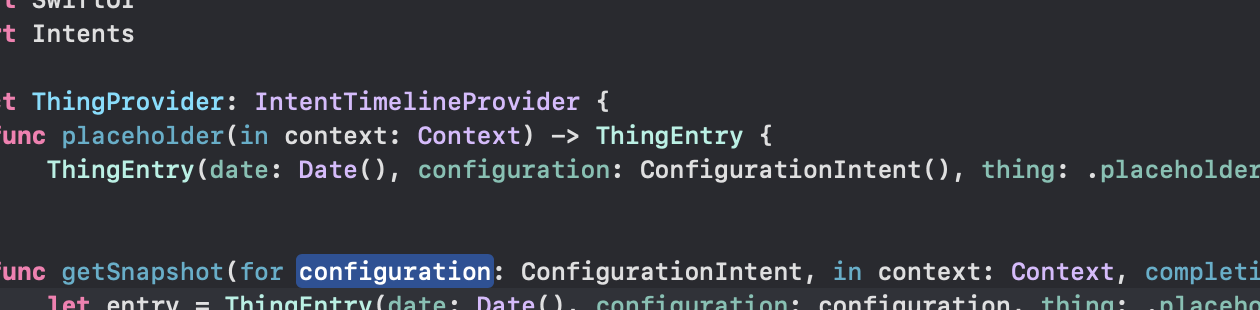 t SwiftUI
rt Intents
ct ThingProvider: IntentTimelineProvider {
func placeholder(in context: Context) -> ThingEntry {
ThingEntry(date: Date(), configuration: ConfigurationIntent(), thing: .placeholder
func getSnapshot(for configuration: ConfigurationIntent, in context: Context, completi
let entry = ThingEntry(date: Date(), configuration: configuration, thing: .placeho